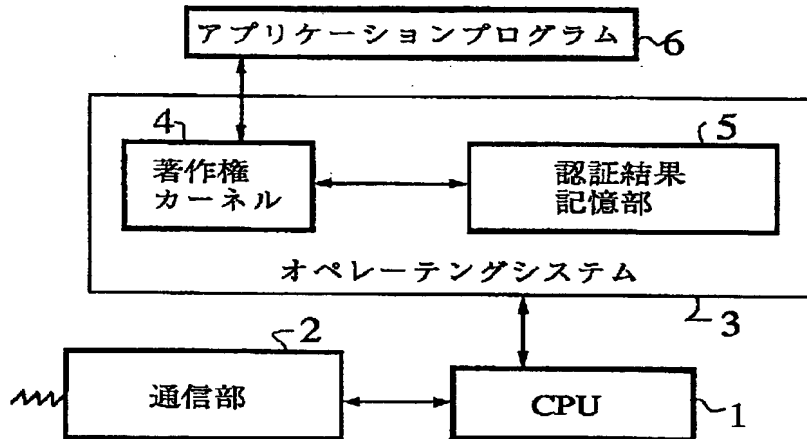 アプリケーションプログラム
6
4
5
著作権
カーネル
認証結果
記憶部
オペレーテングシステム
3
2
通信部
CPU
1